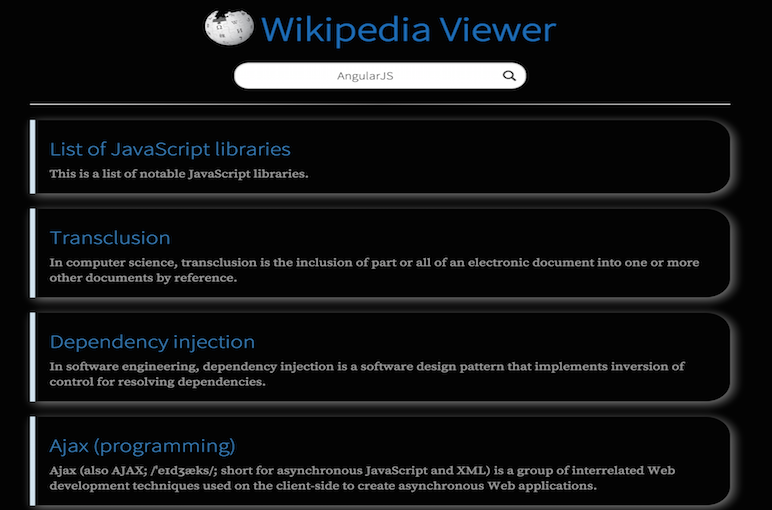 Wikipedia Viewer
AngularJS
List of JavaScript libraries
This is a list of notable JavaScript libraries.
Transclusion
In computer science, transclusion is the inclusion of part or all of an electronic document into one or more
other documents by reference.
Dependency injection
In software engineering, dependency injection is a software design pattern that implements inversion of
control for resolving dependencies.
Ajax (programming)
Ajax (also AJAX; /ˈeɪdʒæks/; short for asynchronous JavaScript and XML) is a group of interrelated Web
development techniques used on the client-side to create asynchronous Web applications.